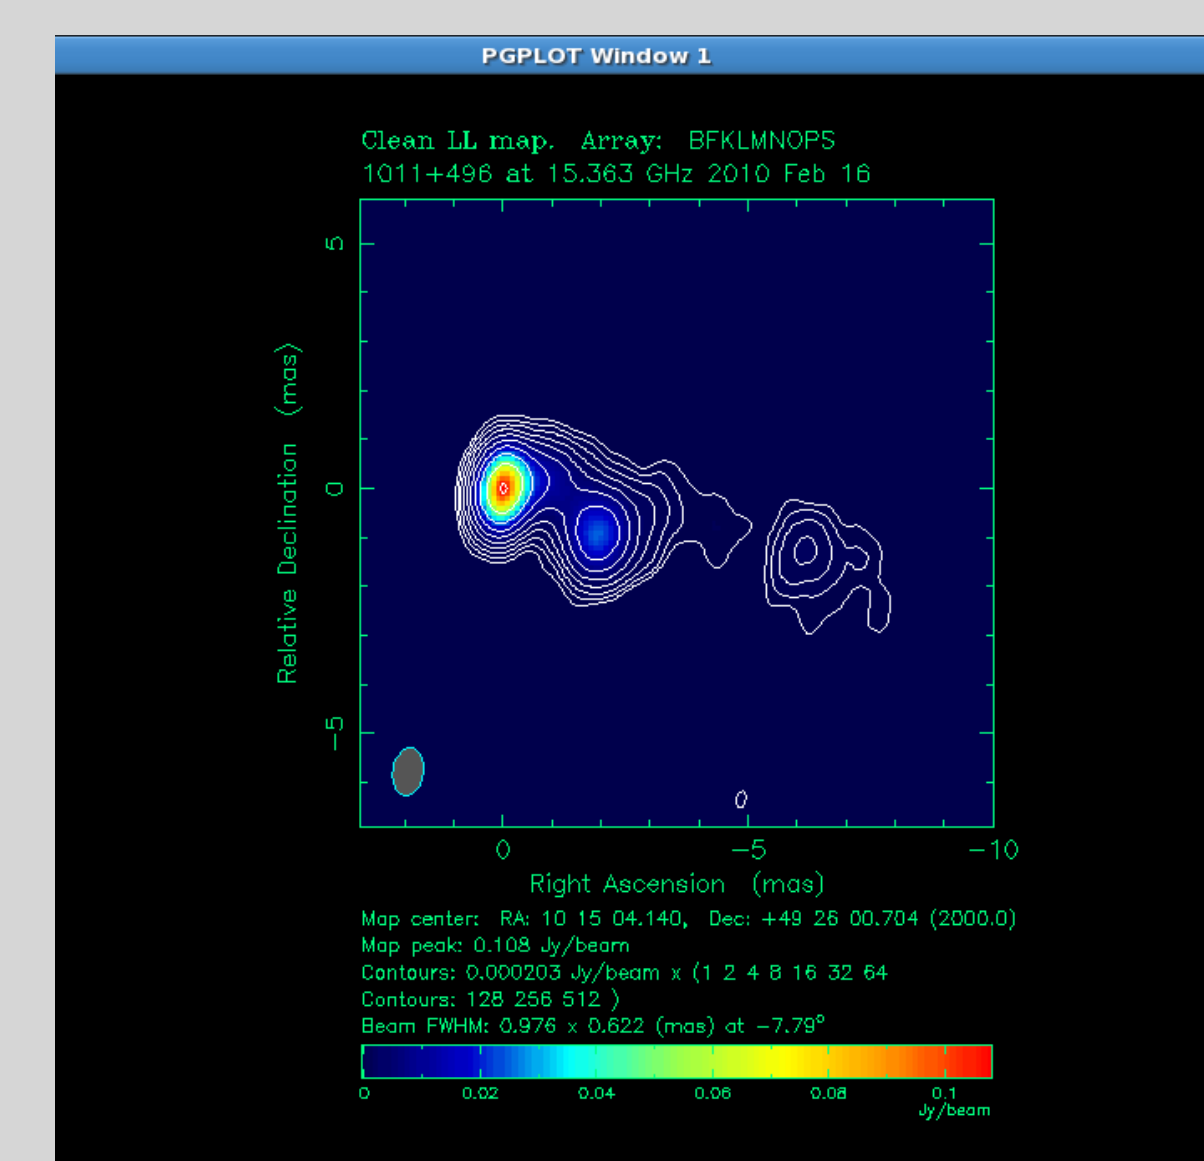 PGPLOT Window 1
Clean LL map. Array: BFKLMNOPS
1011+496 at 15.363 GHz 2010 Feb 16
5
0
−5
Relative Declination (mas)
0 −5 −10
Right Ascension (mas)
Map center: RA: 10 15 04.140, Dec: +49 26 00.704 (2000.0)
Map peak: 0.108 Jy/beam
Contours: 0.000203 Jy/beam x (1 2 4 8 16 32 64
Contours: 128 256 512 )
Beam FWHM: 0.976 x 0.622 (mas) at −7.79°
0 0.02 0.04 0.06 0.08 0.1
Jy/beam